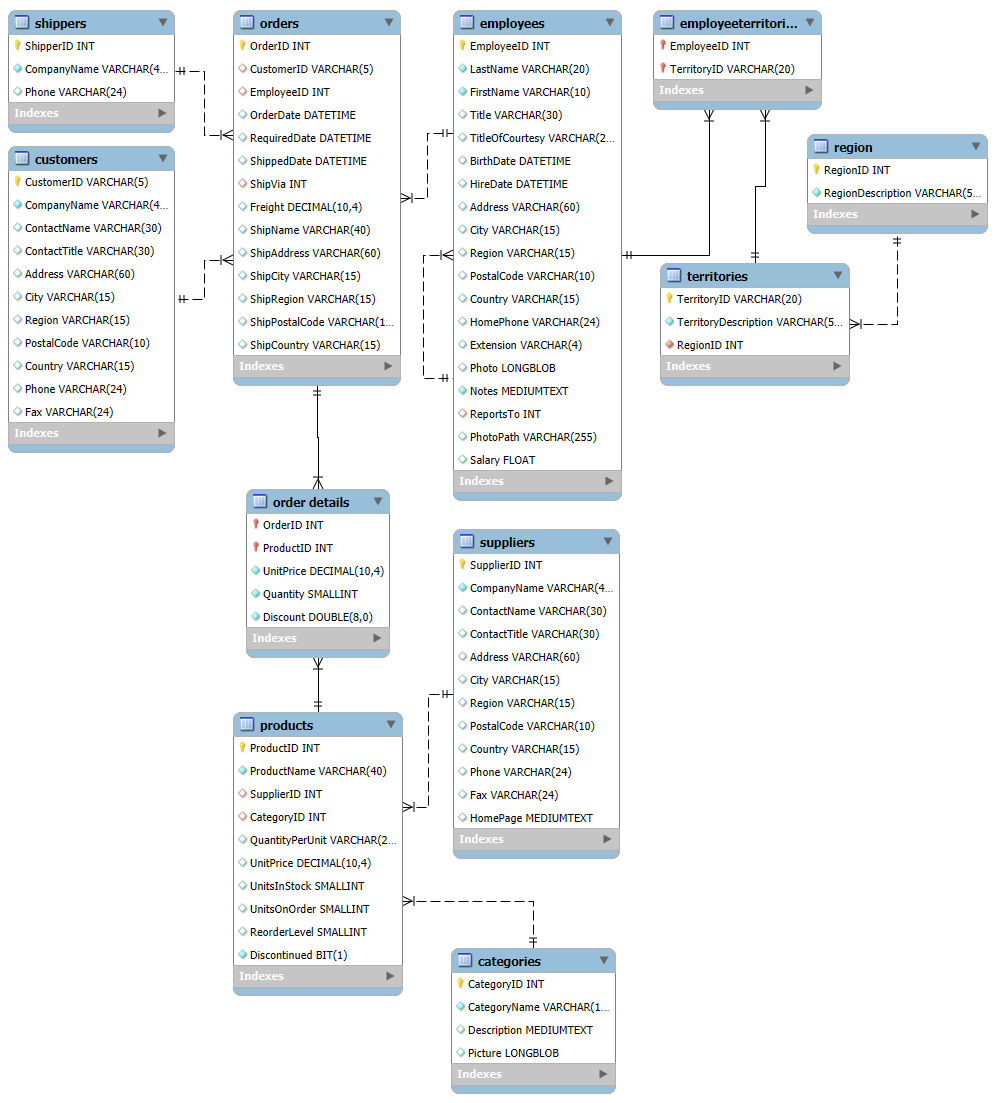 shippers
ShipperID INT
CompanyName VARCHAR(4...
Phone VARCHAR(24)
Indexes
customers
CustomerID VARCHAR(5)
CompanyName VARCHAR(4...
ContactName VARCHAR(30)
ContactTitle VARCHAR(30)
Address VARCHAR(60)
City VARCHAR(15)
Region VARCHAR(15)
PostalCode VARCHAR(10)
Country VARCHAR(15)
Phone VARCHAR(24)
Fax VARCHAR(24)
Indexes
orders
OrderID INT
CustomerID VARCHAR(5)
EmployeeID INT
OrderDate DATETIME
RequiredDate DATETIME
ShippedDate DATETIME
ShipVia INT
Freight DECIMAL(10,4)
ShipName VARCHAR(40)
ShipAddress VARCHAR(60)
ShipCity VARCHAR(15)
ShipRegion VARCHAR(15)
ShipPostalCode VARCHAR(1...
ShipCountry VARCHAR(15)
Indexes
employees
EmployeeID INT
LastName VARCHAR(20)
FirstName VARCHAR(10)
Title VARCHAR(30)
TitleOfCourtesy VARCHAR(2...
BirthDate DATETIME
HireDate DATETIME
Address VARCHAR(60)
City VARCHAR(15)
Region VARCHAR(15)
PostalCode VARCHAR(10)
Country VARCHAR(15)
HomePhone VARCHAR(24)
Extension VARCHAR(4)
Photo LONGBLOB
Notes MEDIUMTEXT
ReportsTo INT
PhotoPath VARCHAR(255)
Salary FLOAT
Indexes
employeeterritori...
EmployeeID INT
TerritoryID VARCHAR(20)
Indexes
region
RegionID INT
RegionDescription VARCHAR(5...
Indexes
territories
TerritoryID VARCHAR(20)
TerritoryDescription VARCHAR(5...
RegionID INT
Indexes
order details
OrderID INT
ProductID INT
UnitPrice DECIMAL(10,4)
Quantity SMALLINT
Discount DOUBLE(8,0)
Indexes
suppliers
SupplierID INT
CompanyName VARCHAR(4...
ContactName VARCHAR(30)
ContactTitle VARCHAR(30)
Address VARCHAR(60)
City VARCHAR(15)
Region VARCHAR(15)
PostalCode VARCHAR(10)
Country VARCHAR(15)
Phone VARCHAR(24)
Fax VARCHAR(24)
HomePage MEDIUMTEXT
Indexes
products
ProductID INT
ProductName VARCHAR(40)
SupplierID INT
CategoryID INT
QuantityPerUnit VARCHAR(2...
UnitPrice DECIMAL(10,4)
UnitsInStock SMALLINT
UnitsOnOrder SMALLINT
ReorderLevel SMALLINT
Discontinued BIT(1)
Indexes
categories
CategoryID INT
CategoryName VARCHAR(1...
Description MEDIUMTEXT
Picture LONGBLOB
Indexes